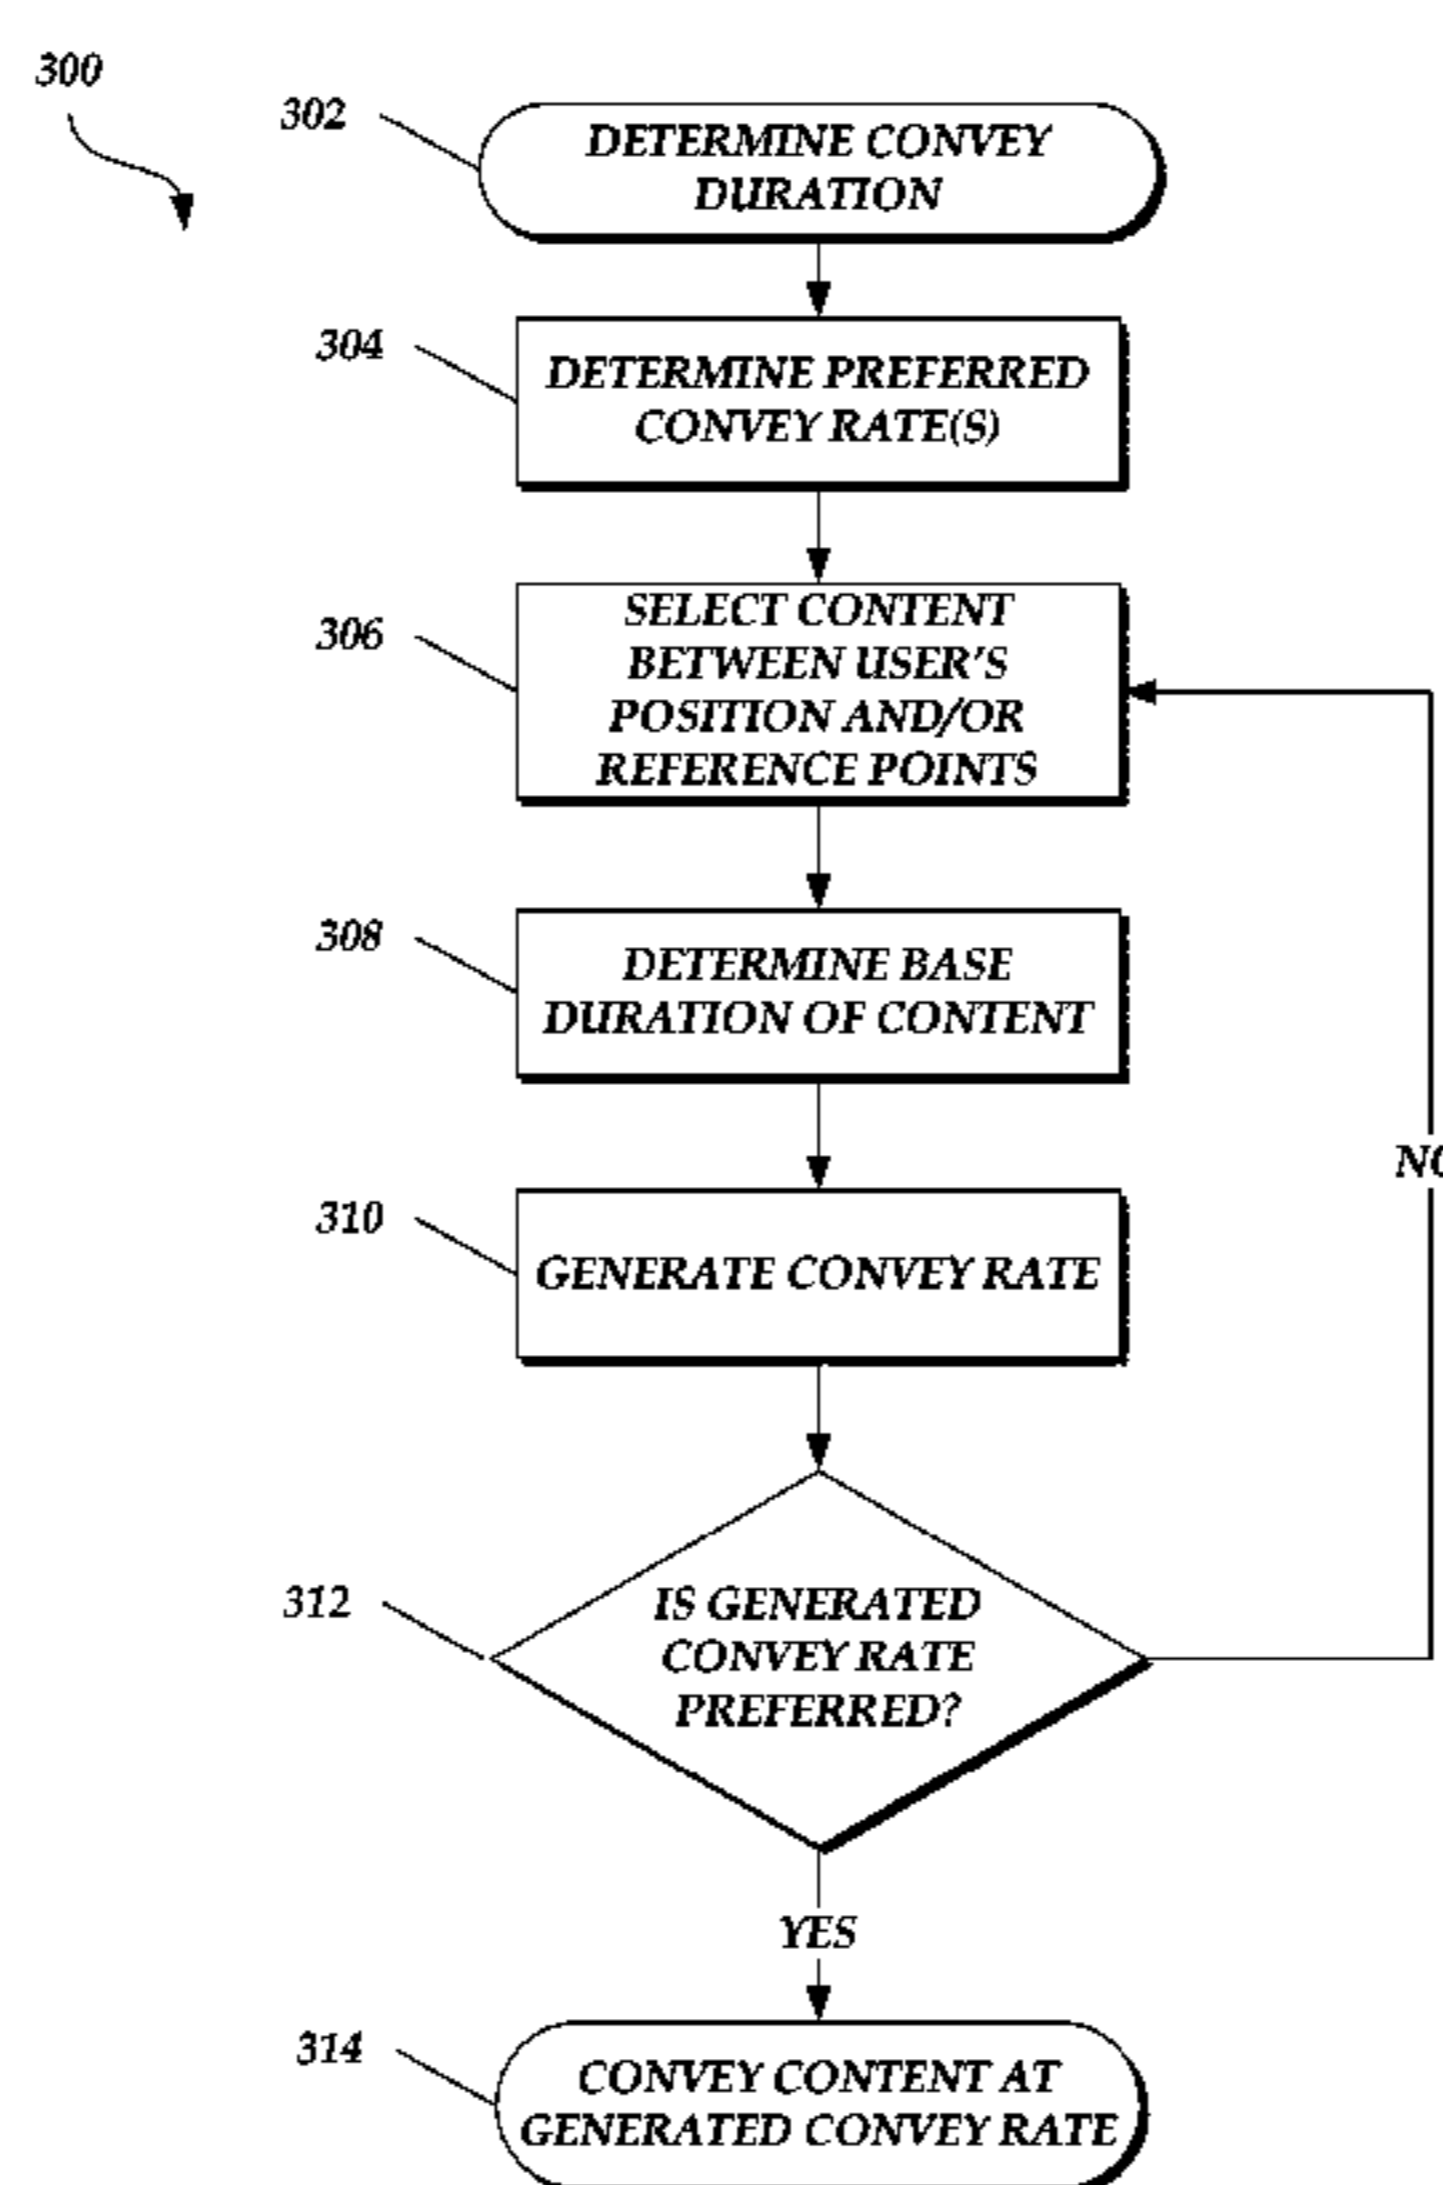 300
302
DETERMINE CONVEY
DURATION
304
DETERMINE PREFERRED
CONVEY RATE(S)
306
SELECT CONTENT
BETWEEN USER'S
POSITION AND/OR
REFERENCE POINTS
308
DETERMINE BASE
DURATION OF CONTENT
310
GENERATE CONVEY RATE
NO
312
IS GENERATED
CONVEY RATE
PREFERRED?
YES
314
CONVEY CONTENT AT
GENERATED CONVEY RATE